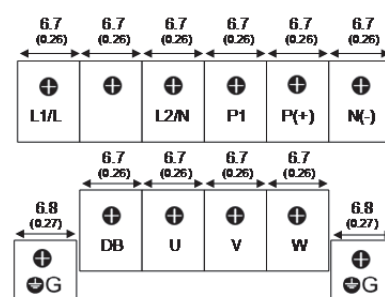 6.7 6.7 6.7 6.7 6.7 6.7
(0.26) (0.26) (0.26) (0.26) (0.26) (0.26)
L1/L L2/N P1 P(+) N(-)
6.7 6.7 6.7 6.7
(0.26) (0.26) (0.26) (0.26)
6.8 6.8
(0.27) (0.27)
DB U V W
G G